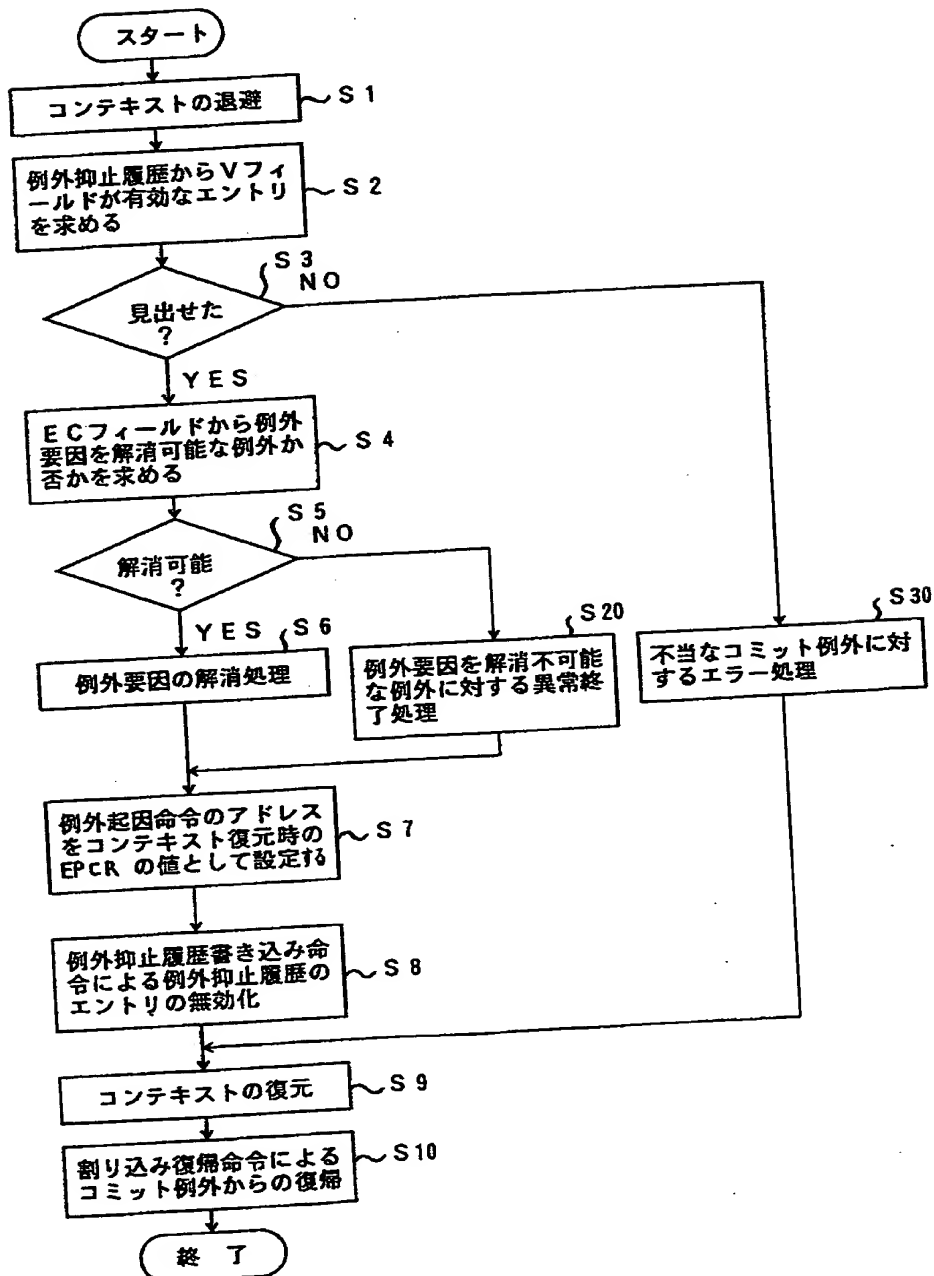 スタート
コンテキストの退避
S1
例外抑止履歴からVフィ
ールドが有効なエントリ
を求める
S2
S3
NO
見出せた
?
YES
ECフィールドから例外
要因を解消可能な例外か
否かを求める
S4
S5
NO
解消可能
?
YES
S6
例外要因の解消処理
S20
例外要因を解消不可能
な例外に対する異常終
了処理
S30
不当なコミット例外に対
するエラー処理
例外起因命令のアドレス
をコンテキスト復元時の
EPCR の値として設定する
S7
例外抑止履歴書き込み命
令による例外抑止履歴の
エントリの無効化
S8
コンテキストの復元
S9
割り込み復帰命令による
コミット例外からの復帰
S10
終 了